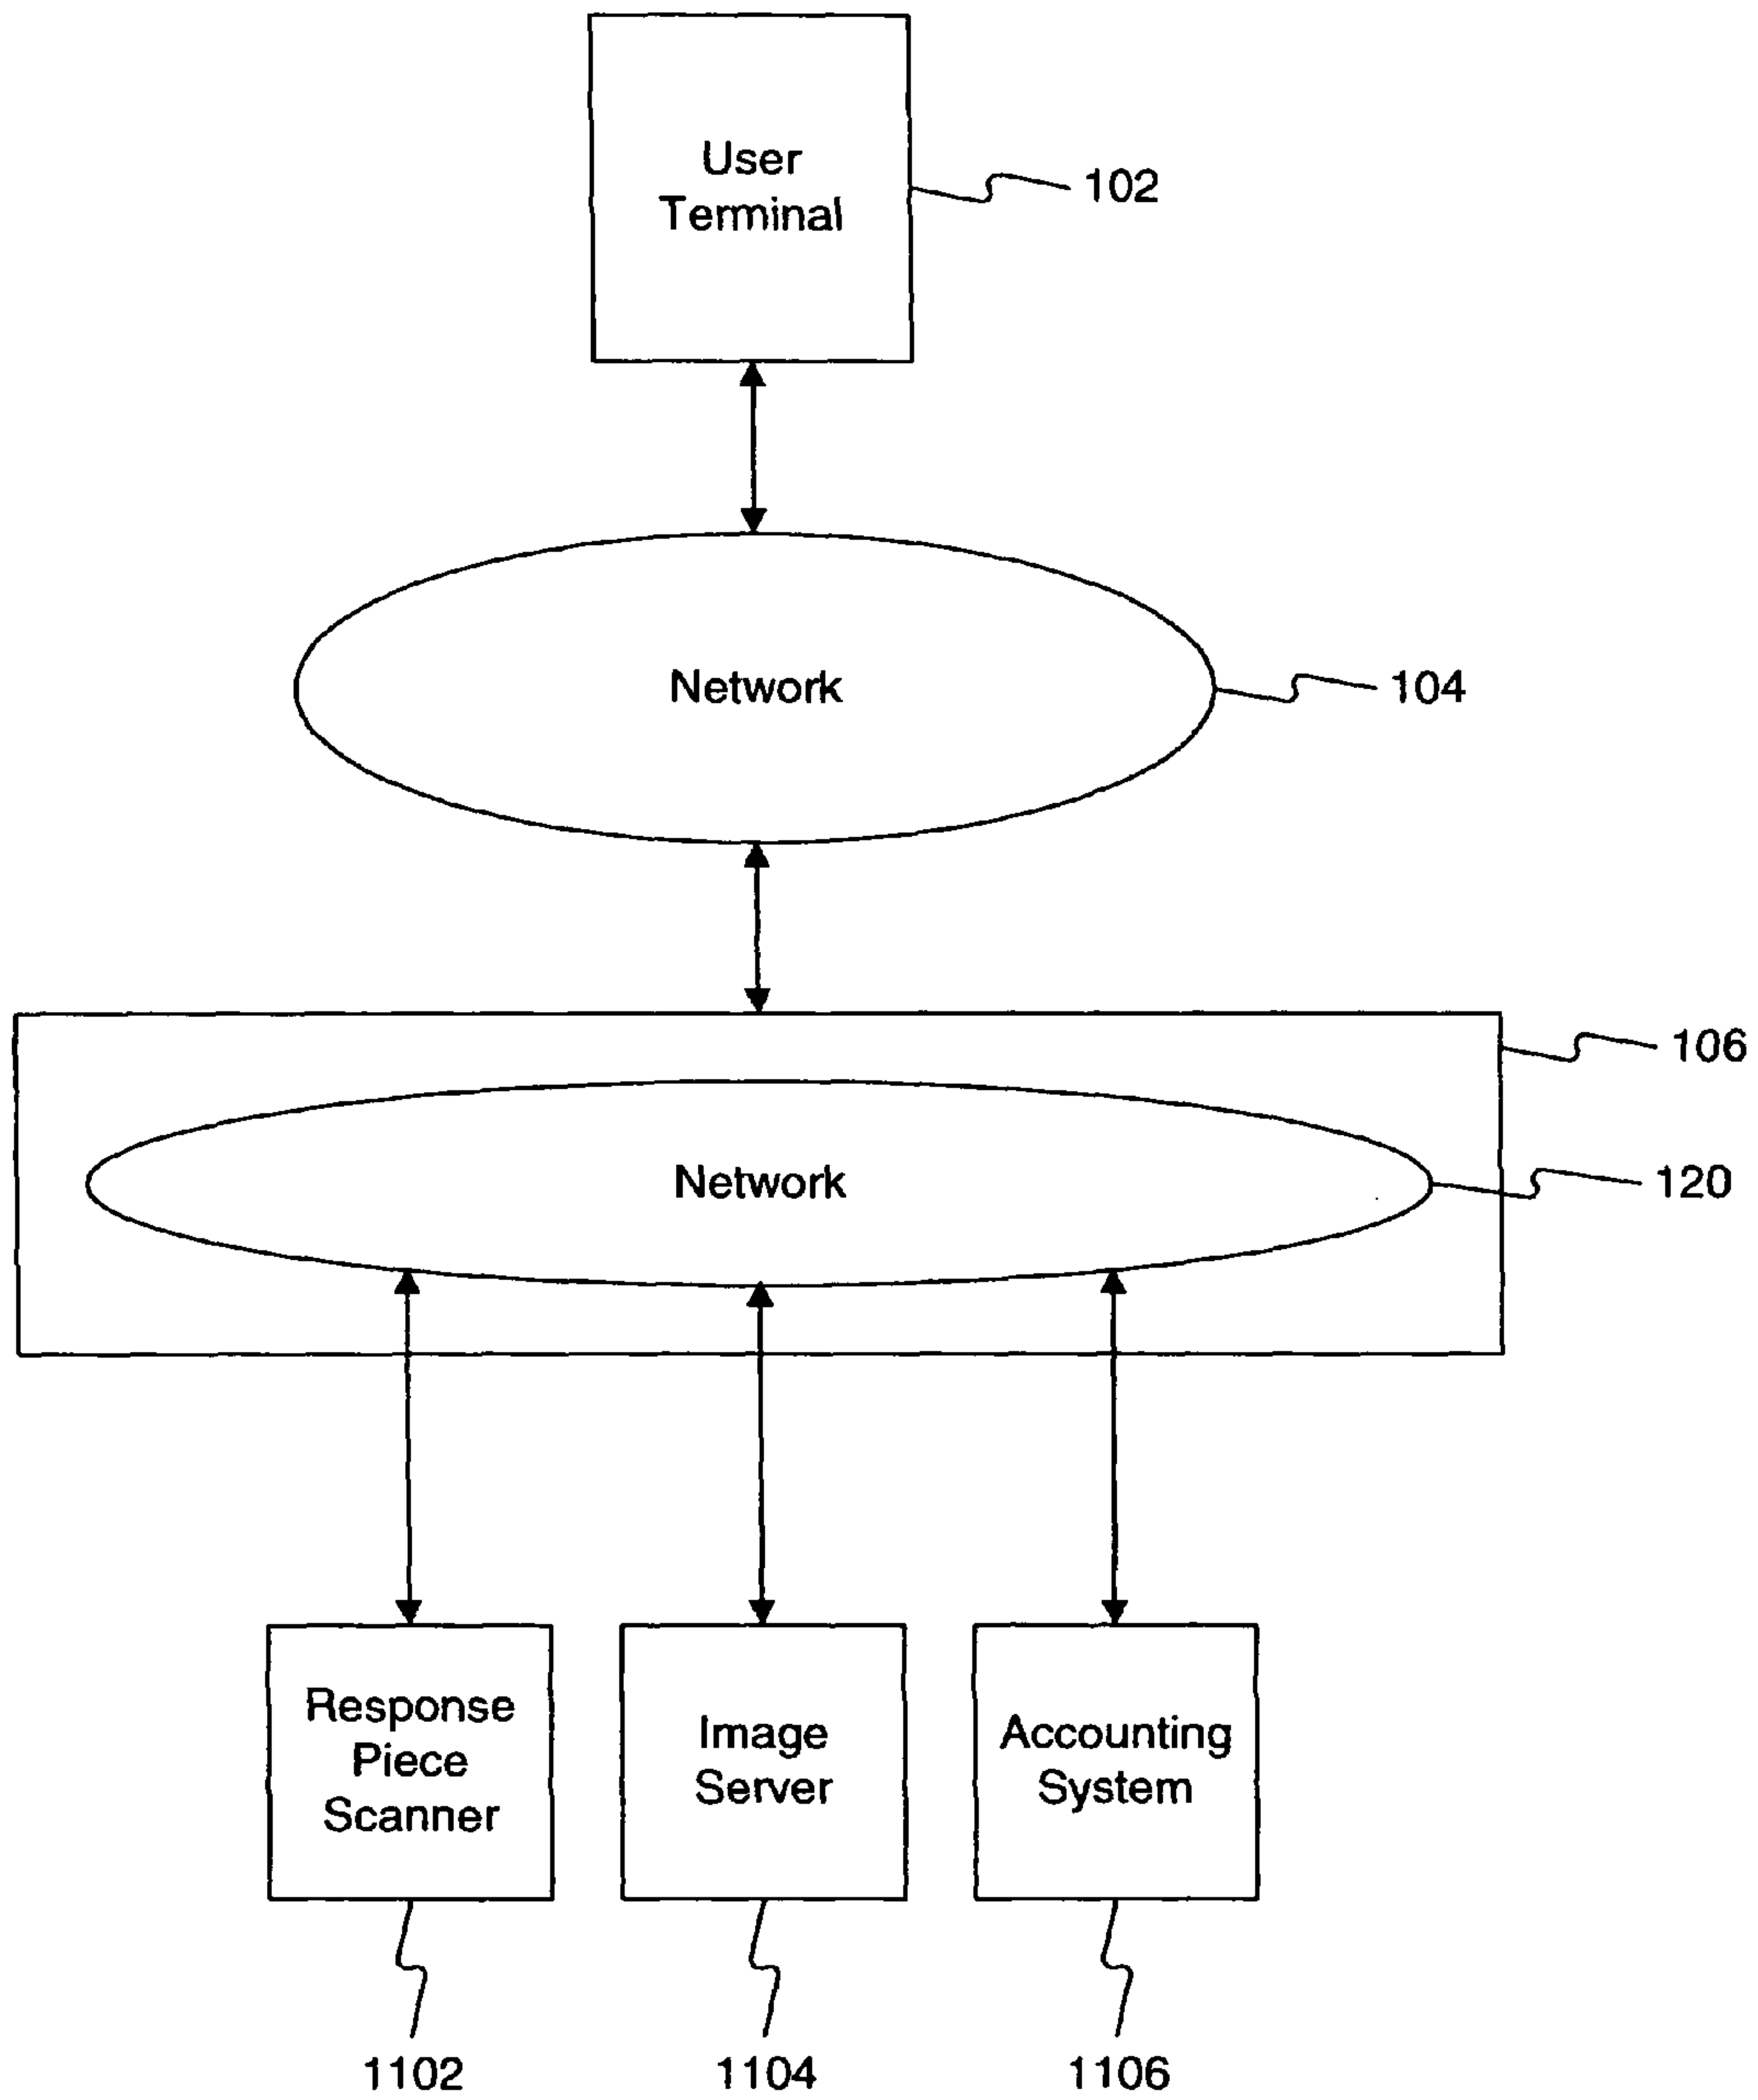 User
Terminal
102
Network
104
106
Network
120
Response
Piece
Scanner
Image
Server
Accounting
System
1102
1104
1106